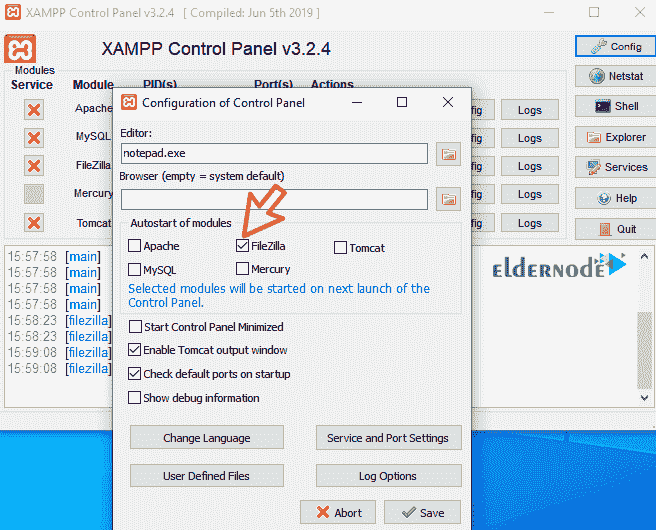 XAMPP Control Panel v3.2.4 [ Compiled: Jun 5th 2019 ]
XAMPP Control Panel v3.2.4
Config
Modules
Service Module PID(s) Port(s) Actions
Netstat
Apache Logs
Shell
MySQL Logs
Explorer
FileZilla Logs
Services
Mercury Logs
Help
Tomcat Logs
Quit
Configuration of Control Panel
Editor:
notepad.exe
Browser (empty = system default)
Autostart of modules
Apache FileZilla Tomcat
MySQL Mercury
Selected modules will be started on next launch of the
Control Panel.
Start Control Panel Minimized
Enable Tomcat output window
Check default ports on startup
Show debug information
Change Language Service and Port Settings
User Defined Files Log Options
Abort Save
15:57:58 [main]
15:57:58 [main]
15:57:58 [main]
15:57:58 [main]
15:58:23 [filezilla]
15:58:23 [filezilla]
15:59:08 [filezilla]
15:59:08 [filezilla]
eldernode